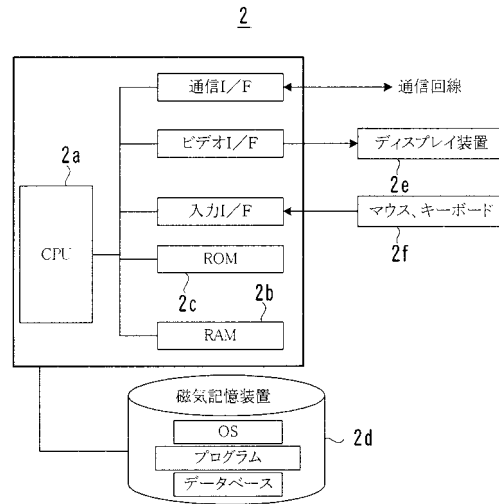 2
通信I/F
通信回線
ビデオI/F
ディスプレイ装置
2a
2e
入力I/F
マウス、キーボード
2f
CPU
ROM
2c
2b
RAM
磁気記憶装置
OS
2d
プログラム
データベース